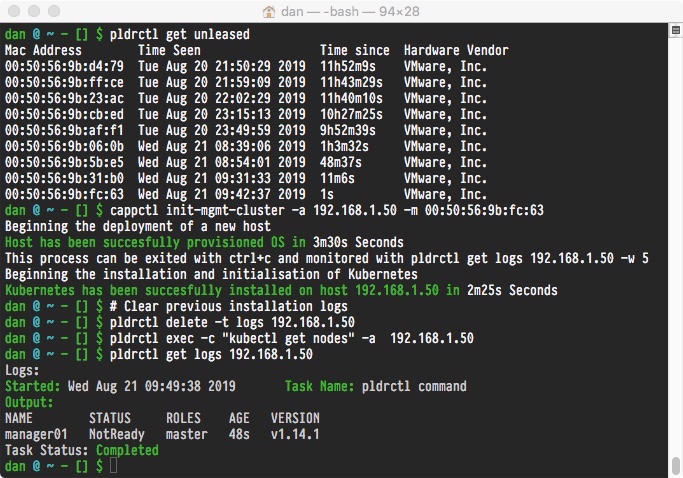 dan — -bash — 94×28
dan @ ~ - [] $ pldrctl get unleased
Mac Address       Time Seen                Time since  Hardware Vendor
00:50:56:9b:d4:79  Tue Aug 20 21:50:29 2019  11h52m9s    VMware, Inc.
00:50:56:9b:ff:ce  Tue Aug 20 21:59:09 2019  11h43m29s   VMware, Inc.
00:50:56:9b:23:ac  Tue Aug 20 22:02:29 2019  11h40m10s   VMware, Inc.
00:50:56:9b:cb:ed  Tue Aug 20 23:15:13 2019  10h27m25s   VMware, Inc.
00:50:56:9b:af:f1  Tue Aug 20 23:49:59 2019  9h52m39s    VMware, Inc.
00:50:56:9b:06:0b  Wed Aug 21 08:39:06 2019  1h3m32s     VMware, Inc.
00:50:56:9b:5b:e5  Wed Aug 21 08:54:01 2019  48m37s      VMware, Inc.
00:50:56:9b:31:b0  Wed Aug 21 09:31:33 2019  11m6s       VMware, Inc.
00:50:56:9b:fc:63  Wed Aug 21 09:42:37 2019  1s          VMware, Inc.
dan @ ~ - [] $ cappctl init-mgmt-cluster -a 192.168.1.50 -m 00:50:56:9b:fc:63
Beginning the deployment of a new host
Host has been succesfully provisioned OS in 3m30s Seconds
This process can be exited with ctrl+c and monitored with pldrctl get logs 192.168.1.50 -w 5
Beginning the installation and initialisation of Kubernetes
Kubernetes has been succesfully installed on host 192.168.1.50 in 2m25s Seconds
dan @ ~ - [] $ # Clear previous installation logs
dan @ ~ - [] $ pldrctl delete -t logs 192.168.1.50
dan @ ~ - [] $ pldrctl exec -c "kubectl get nodes" -a  192.168.1.50
dan @ ~ - [] $ pldrctl get logs 192.168.1.50
Logs:
Started: Wed Aug 21 09:49:38 2019      Task Name: pldrctl command
Output:
NAME        STATUS     ROLES    AGE   VERSION
manager01   NotReady   master   48s   v1.14.1
Task Status: Completed
dan @ ~ - [] $